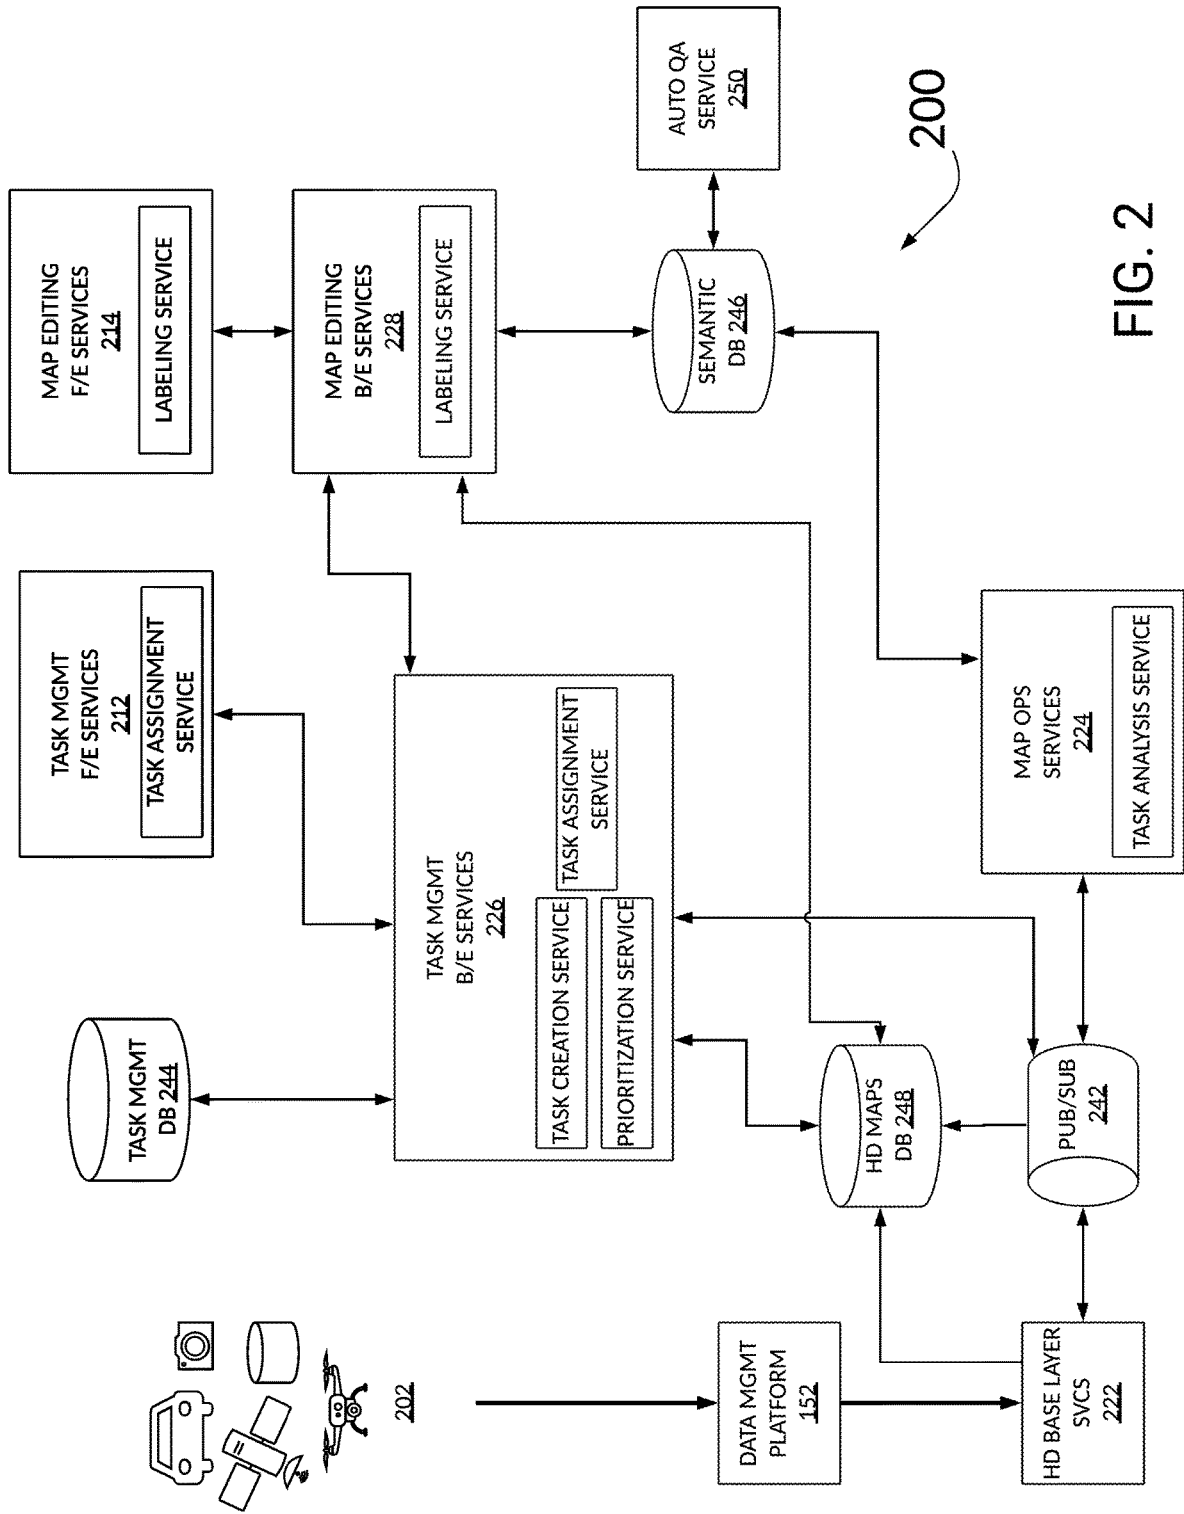 MAP EDITING
F/E SERVICES
214
LABELING SERVICE
TASK MGMT
F/E SERVICES
212
TASK ASSIGNMENT
SERVICE
TASK MGMT
DB 244
202
MAP EDITING
B/E SERVICES
228
LABELING SERVICE
TASK MGMT
B/E SERVICES
226
TASK CREATION SERVICE
PRIORITIZATION SERVICE
TASK ASSIGNMENT
SERVICE
AUTO QA
SERVICE
250
SEMANTIC
DB 246
DATA MGMT
PLATFORM
152
HD MAPS
DB 248
200
MAP OPS
SERVICES
224
TASK ANALYSIS SERVICE
PUB/SUB
242
HD BASE LAYER
SVCS
222
FIG. 2